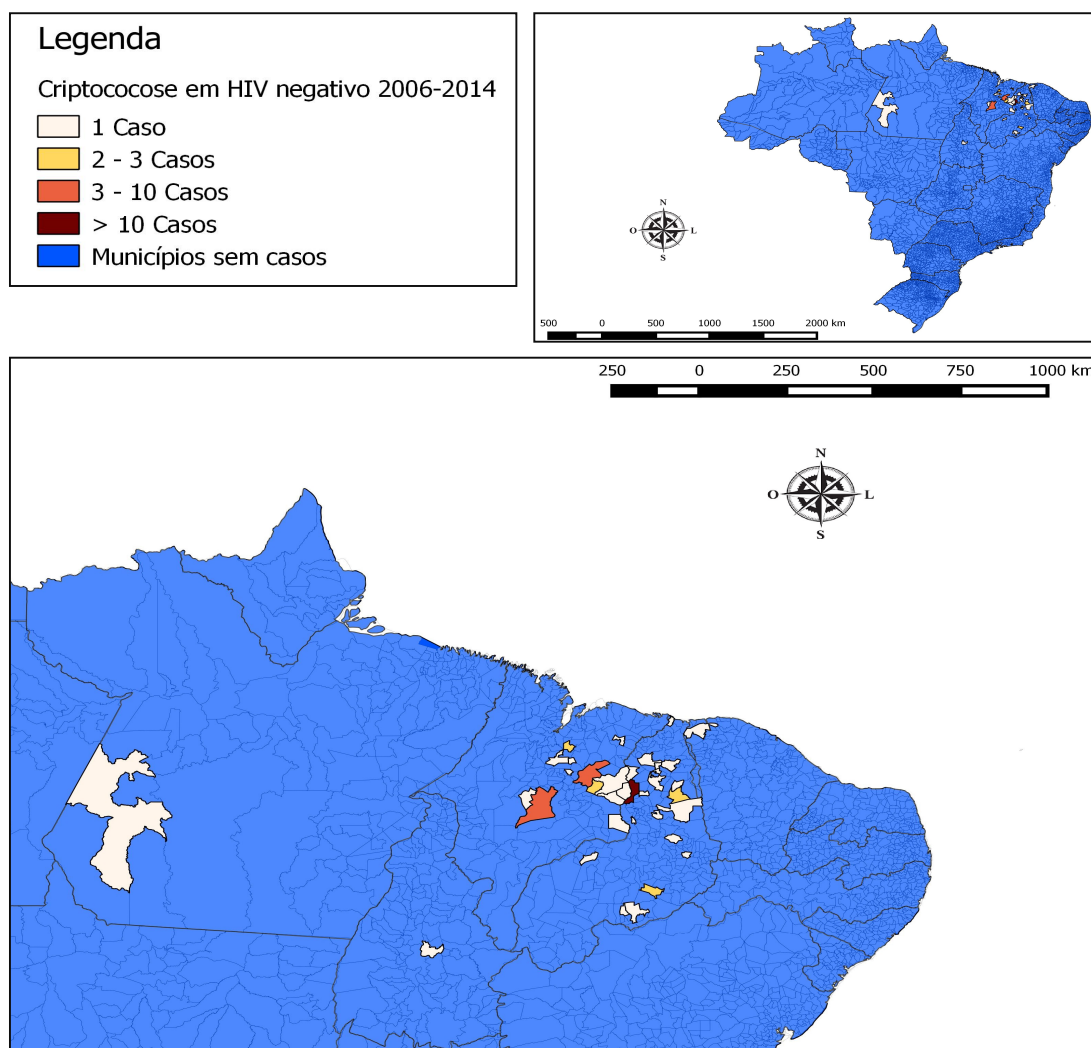 Legenda
Criptococose em HIV negativo 2006-2014
1 Caso
2 - 3 Casos
3 - 10 Casos
> 10 Casos
Municípios sem casos
N
O L
S
500 0 500 1000 1500 2000 km
250 0 250 500 750 1000 km
N
O L
S